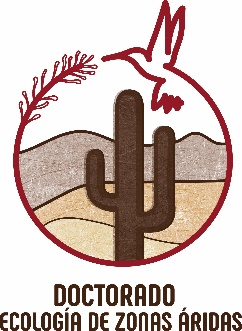 DOCTORADO
ECOLOGÍA DE ZONAS ÁRIDAS